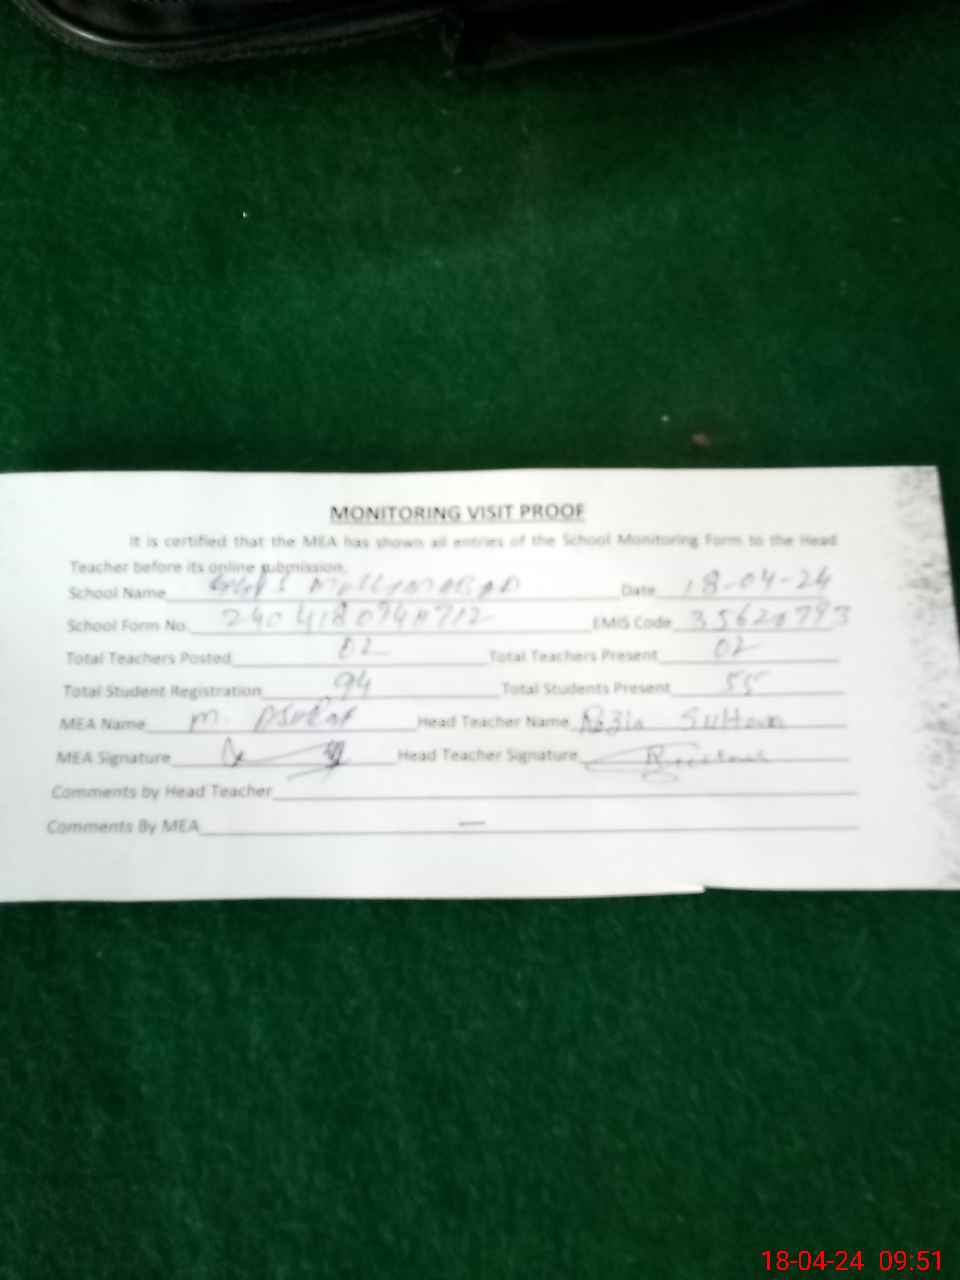 MONITORING VISIT PROOF
It is certified that the MEA has shown all entries of the School Monitoring Form to the Head
Teacher before its online submission.
School Name Date 18-04-24
School Form No. EMIS Code
Total Teachers Posted 02 Total Teachers Present 02
Total Student Registration 94 Total Students Present 55
MEA Name M. Head Teacher Name Razia Sultana
MEA Signature Head Teacher Signature
Comments by Head Teacher
Comments By MEA —
18-04-24 09:51